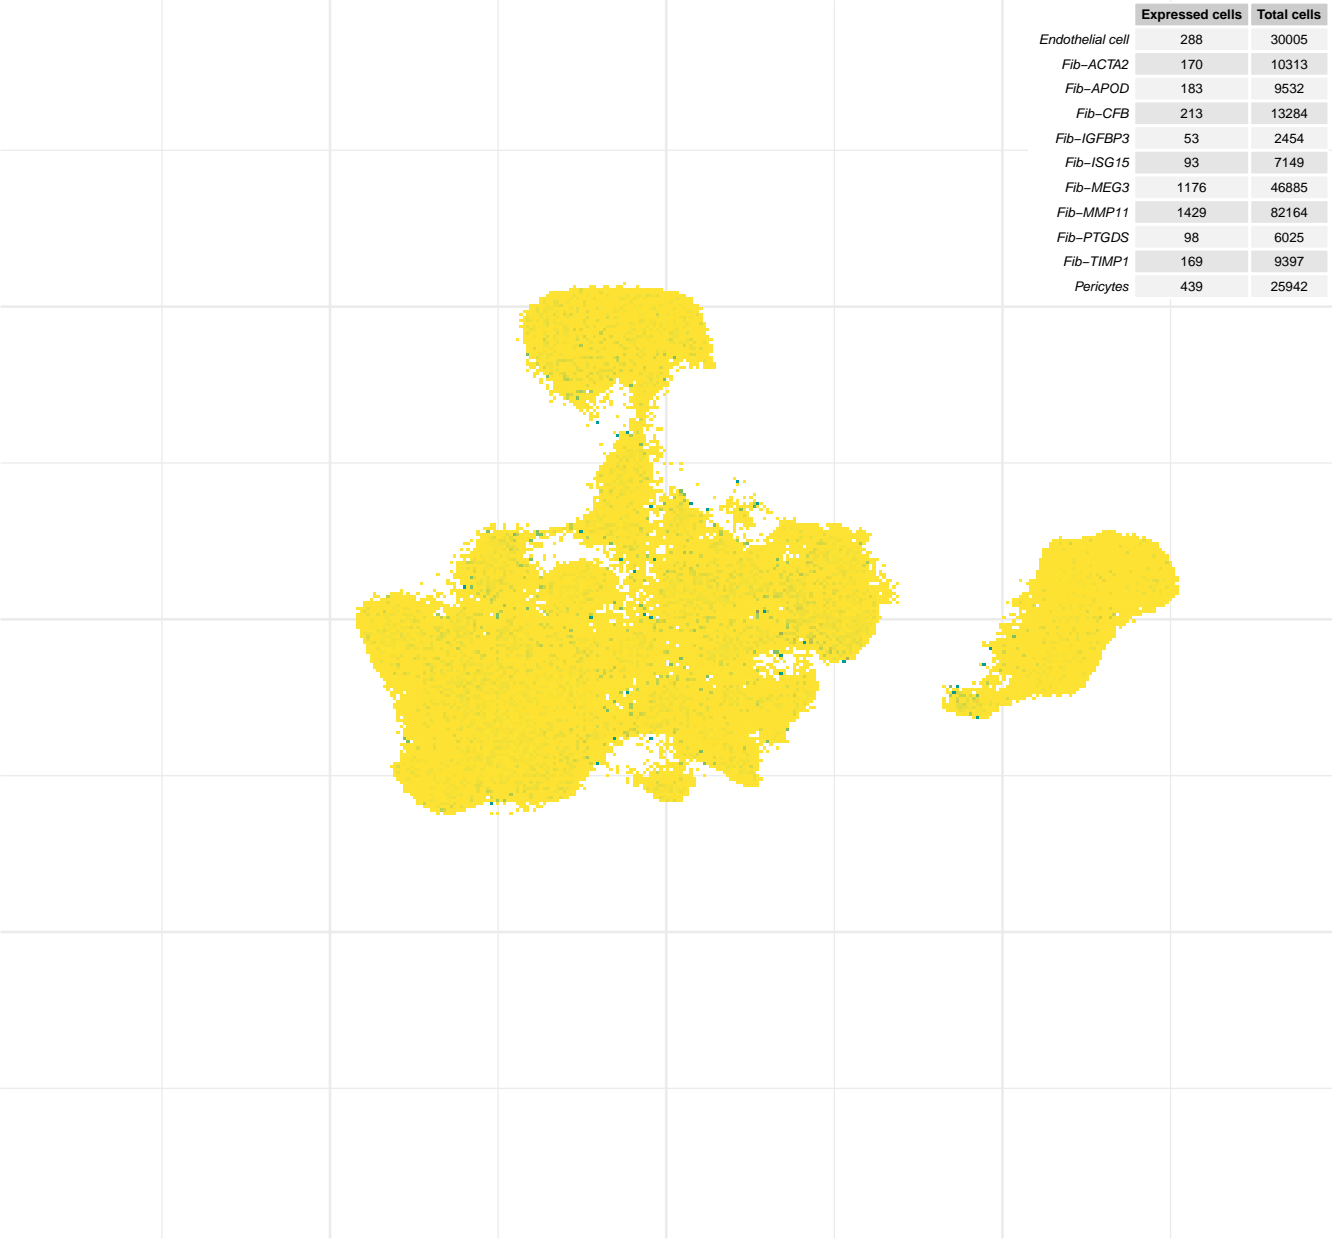 Expressed cells Total cells
Endothelial cell 288 30005
Fib−ACTA2 170 10313
Fib−APOD 183 9532
Fib−CFB 213 13284
Fib−IGFBP3 53 2454
Fib−ISG15 93 7149
Fib−MEG3 1176 46885
Fib−MMP11 1429 82164
Fib−PTGDS 98 6025
Fib−TIMP1 169 9397
Pericytes 439 25942